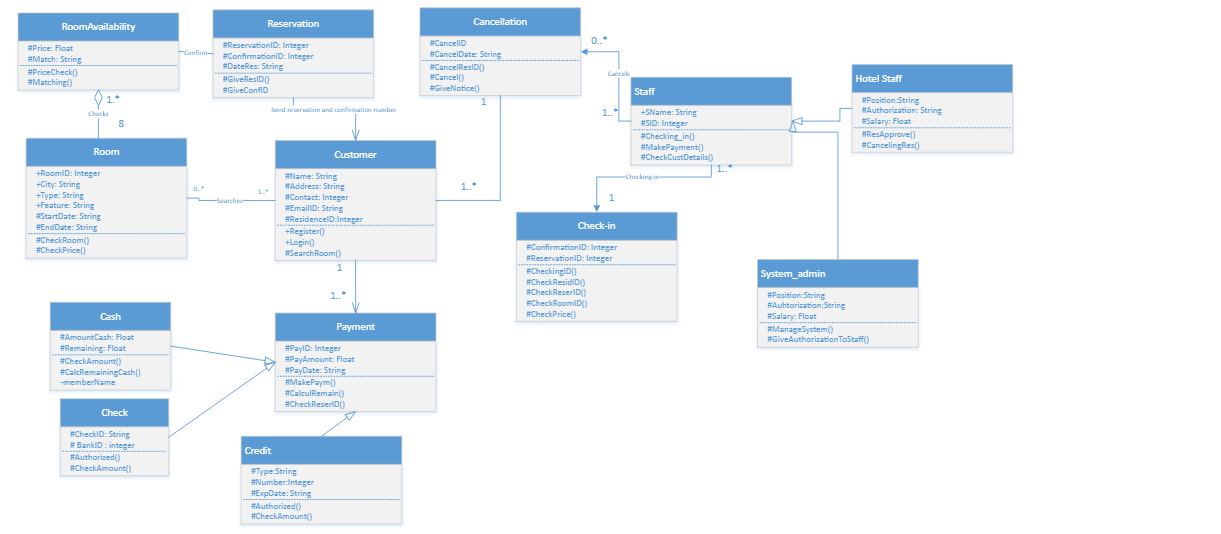 RoomAvailability
#Price: Float
#Match: String
#PriceCheck()
#Matching()
Confirm
Reservation
#ReservationID: Integer
#ConfirmationID: Integer
#DateRes: String
#GiveResID()
#GiveConfID
Cancellation
#CancelID
#CancelDate: String
#CancelResID()
#Cancel()
#GiveNotice()
0..*
Cancels
1..*
Staff
+SName: String
#SID: Integer
#Checking_in()
#MakePayment()
#CheckCustDetails()
Hotel Staff
#Position:String
#Authorization: String
#Salary: Float
#ResApprove()
#CancelingRes()
1..*
Checks
8
Send reservation and confirmation number
1
Room
+RoomID: Integer
+City: String
+Type: String
+Feature: String
#StartDate: String
#EndDate: String
#CheckRoom()
#CheckPrice()
0..*
Searches
1..*
Customer
#Name: String
#Address: String
#Contact: Integer
#EmailID: String
#ResidenceID:Integer
+Register()
+Login()
#SearchRoom()
1..*
1..*
Checking-in
1
Check-in
#ConfirmationID: Integer
#ReservationID: Integer
#CheckingID()
#CheckResidID()
#CheckReserID()
#CheckRoomID()
#CheckPrice()
System_admin
#Position:String
#Auhtorization:String
#Salary: Float
#ManageSystem()
#GiveAuthorizationToStaff()
1
1..*
Cash
#AmountCash: Float
#Remaining: Float
#CheckAmount()
#CalcRemainingCash()
-memberName
Payment
#PayID: Integer
#PayAmount: Float
#PayDate: String
#MakePaym()
#CalculRemain()
#CheckReserID()
Check
#CheckID: String
# BankID : integer
#Authorized()
#CheckAmount()
Credit
#Type:String
#Number:Integer
#ExpDate: String
#Authorized()
#CheckAmount()